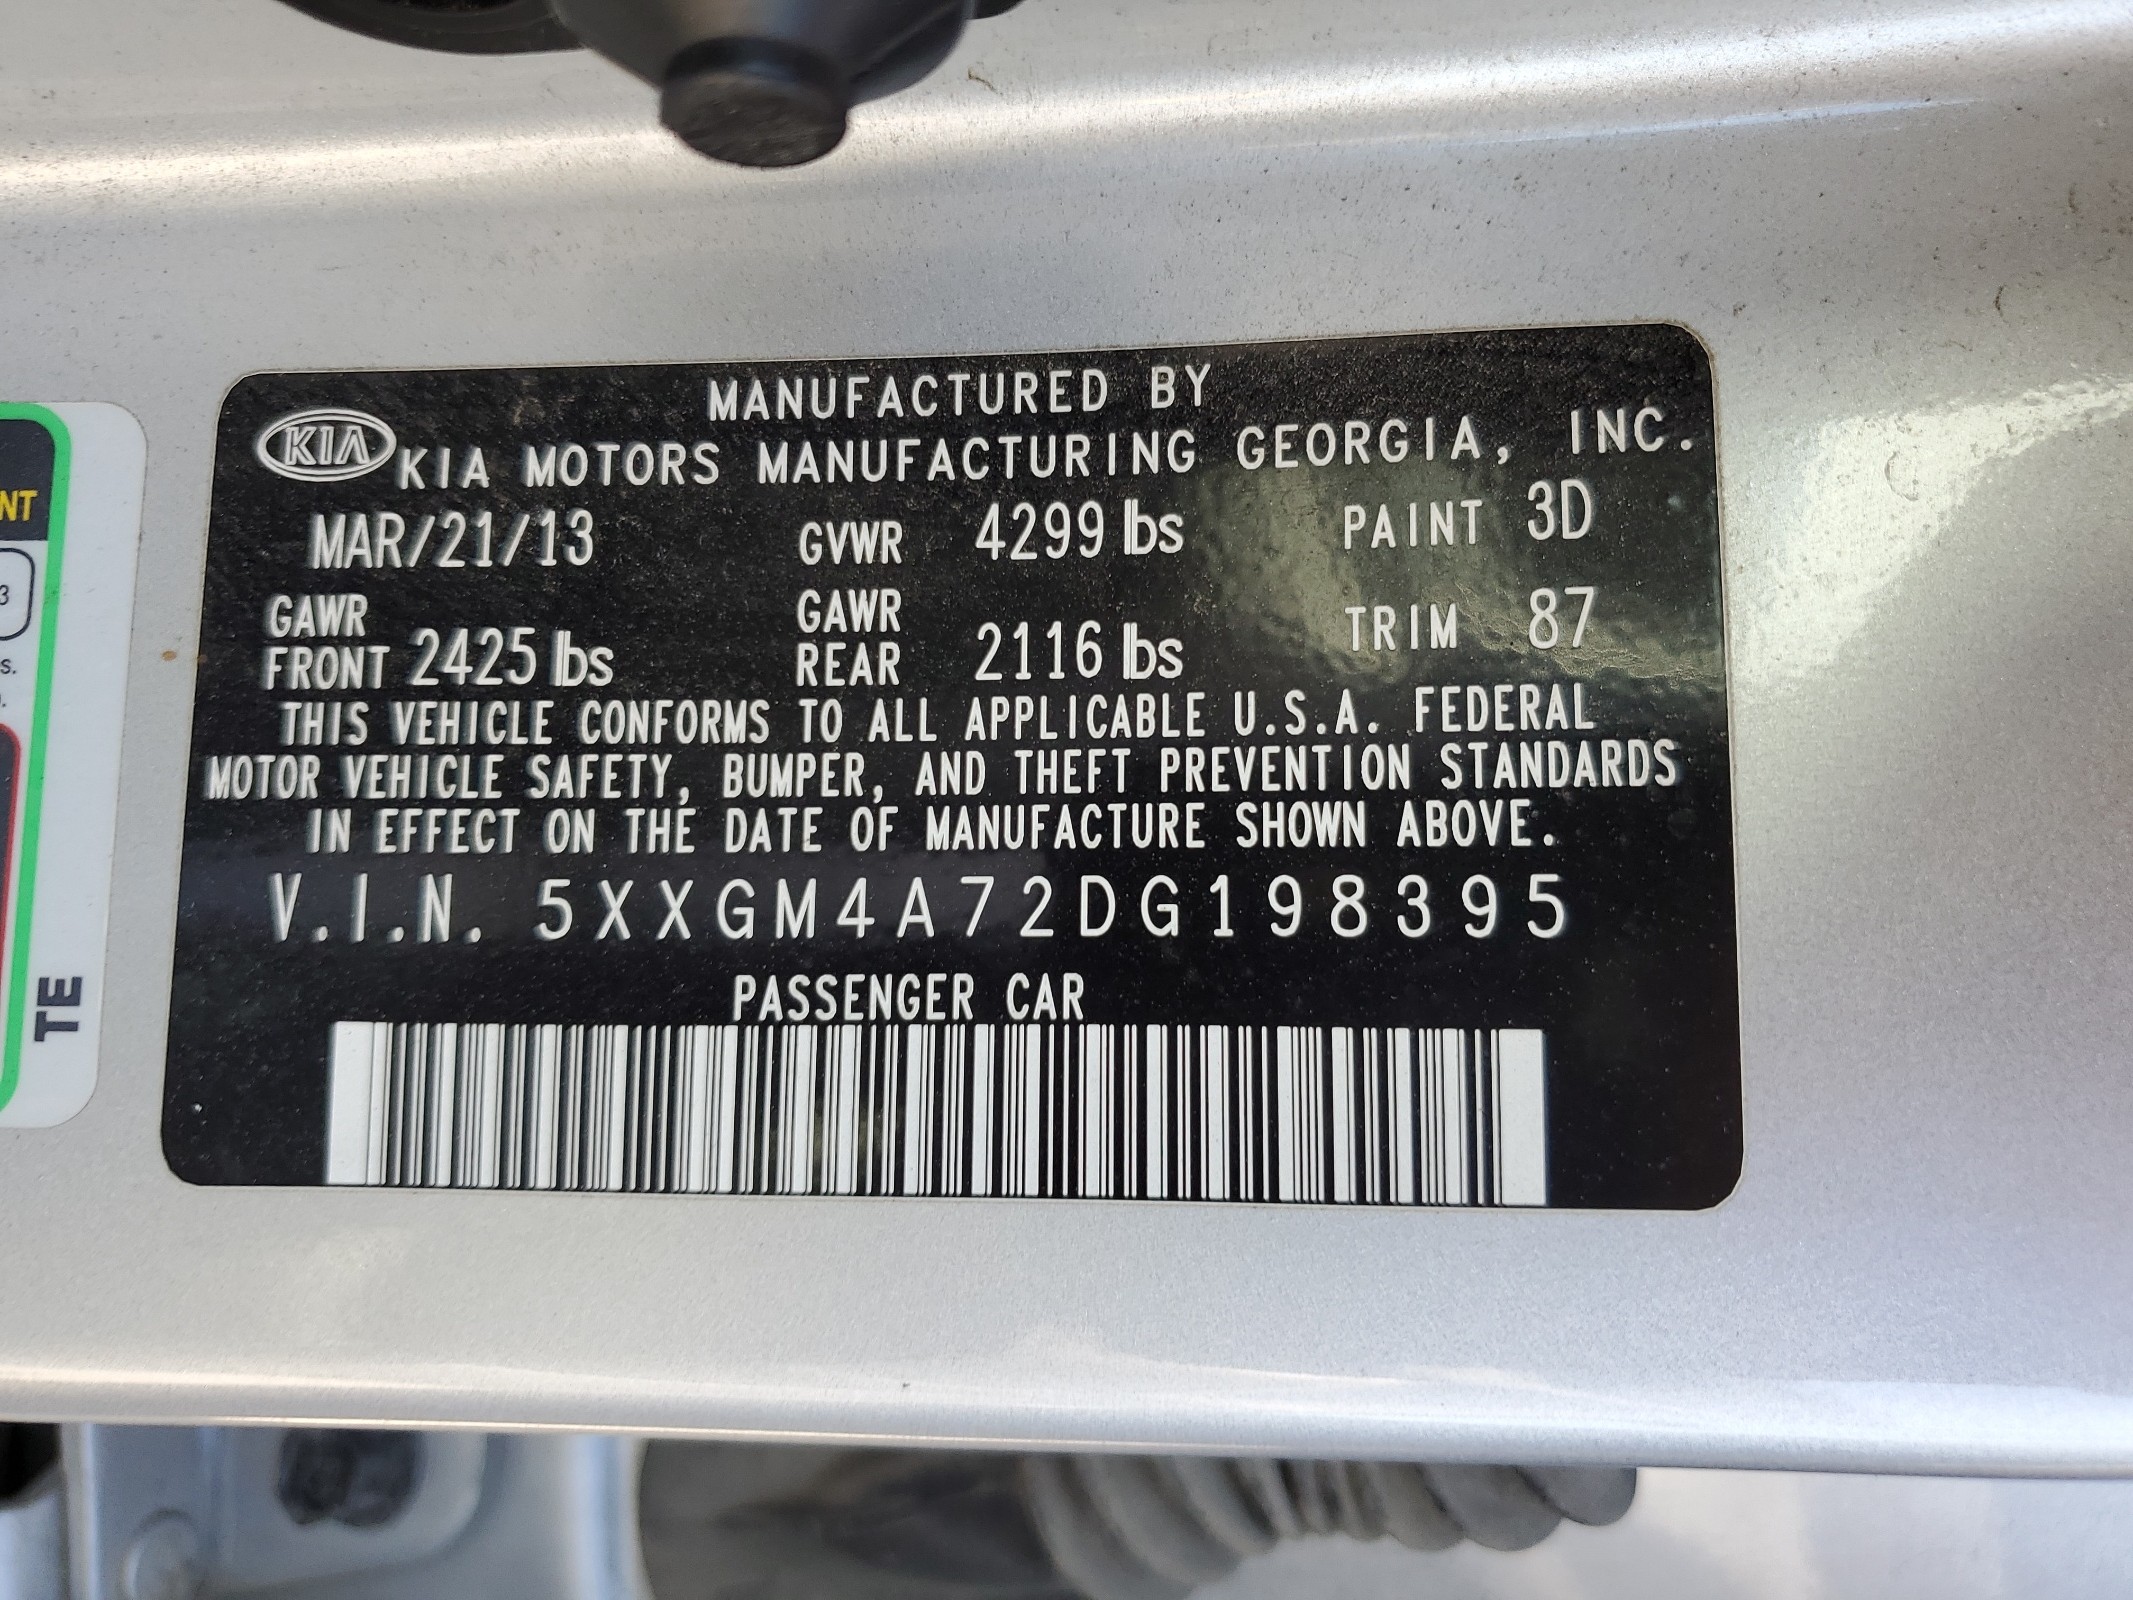 MANUFACTURED BY
KIA KIA MOTORS MANUFACTURING GEORGIA, INC.
MAR/21/13 GVWR 4299 lbs PAINT 3D
GAWR FRONT 2425 lbs GAWR REAR 2116 lbs TRIM 87
THIS VEHICLE CONFORMS TO ALL APPLICABLE U.S.A. FEDERAL
MOTOR VEHICLE SAFETY, BUMPER, AND THEFT PREVENTION STANDARDS
IN EFFECT ON THE DATE OF MANUFACTURE SHOWN ABOVE.
V.I.N. 5XXGM4A72DG198395
PASSENGER CAR
NT
3
s.
TE